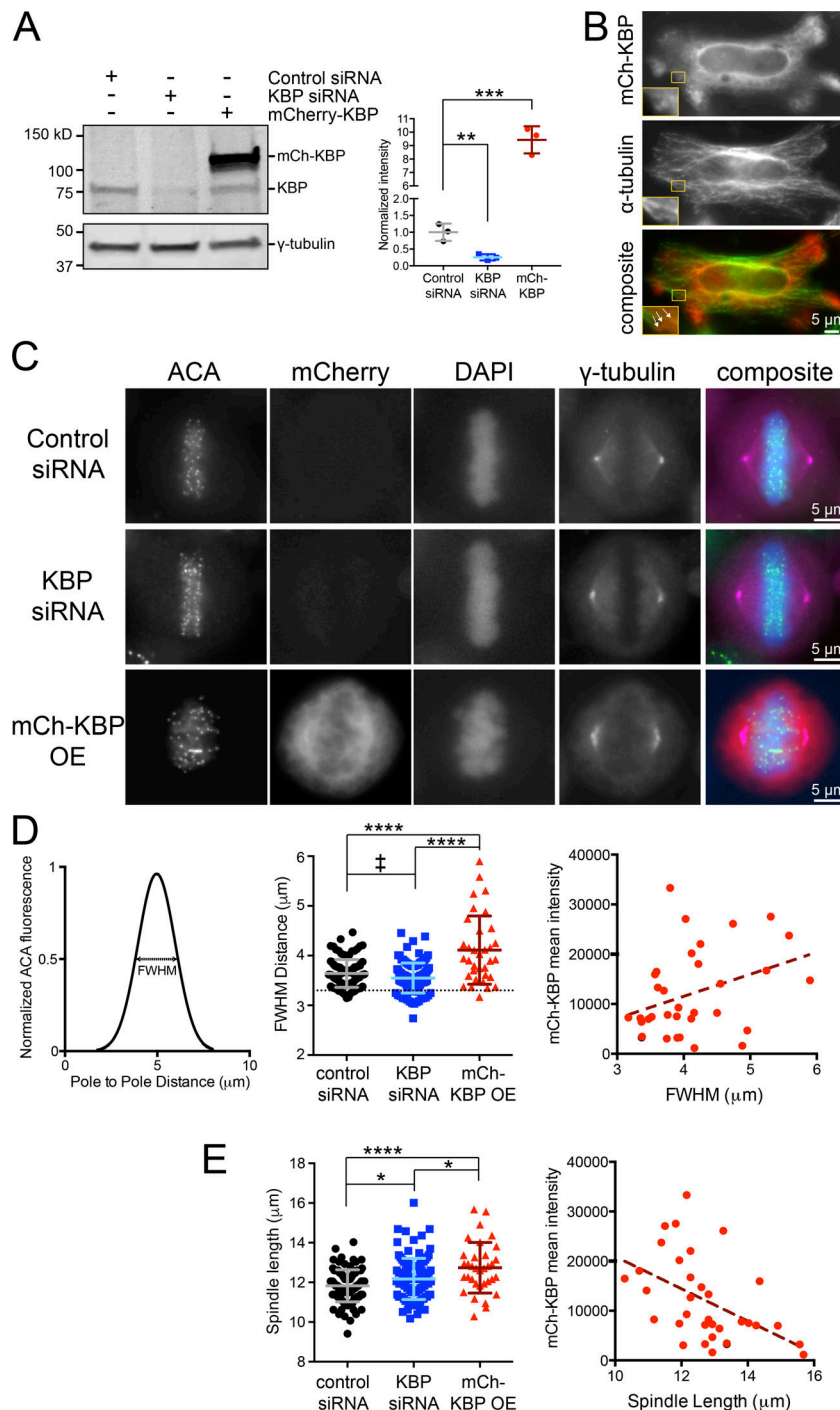 A
+ - - Control siRNA
- + - KBP siRNA
- - + mCherry-KBP
150 kD
100
75
mCh-KBP
KBP
50
37
γ-tubulin
Normalized intensity
11
10
9
8
7
6
2.0
1.5
1.0
0.5
0.0
***
**
Control siRNA
KBP siRNA
mCh-KBP
B
mCh-KBP
α-tubulin
composite
5 μm
C
ACA mCherry DAPI γ-tubulin composite
Control siRNA
5 μm
KBP siRNA
5 μm
mCh-KBP OE
5 μm
D
Normalized ACA fluorescence
1
0.5
0
FWHM
0 5 10
Pole to Pole Distance (μm)
FWHM Distance (μm)
6
5
4
3
2
****
‡ ****
control siRNA
KBP siRNA
mCh-KBP OE
mCh-KBP mean intensity
40000
30000
20000
10000
0
3 4 5 6
FWHM (μm)
E
Spindle length (μm)
18
16
14
12
10
8
****
* *
control siRNA
KBP siRNA
mCh-KBP OE
mCh-KBP mean intensity
40000
30000
20000
10000
0
10 12 14 16
Spindle Length (μm)